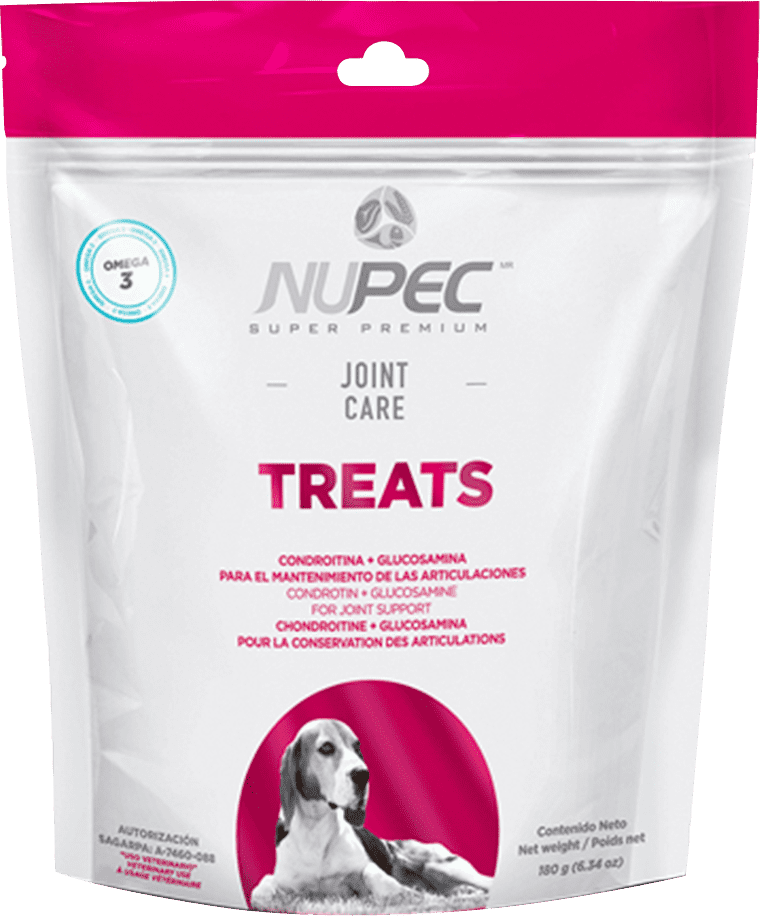 OMEGA
3
NUPEC MR
SUPER PREMIUM
JOINT
CARE
TREATS
CONDROITINA + GLUCOSAMINA
PARA EL MANTENIMIENTO DE LAS ARTICULACIONES
CONDROTIN + GLUCOSAMINE
FOR JOINT SUPPORT
CHONDROITINE + GLUCOSAMINA
POUR LA CONSERVATION DES ARTICULATIONS
AUTORIZACIÓN
SAGARPA: A-7460-088
"USO VETERINARIO"
VETERINARY USE
À USAGE VÉTÉRINAIRE
Contenido Neto
Net weight / Poids net
180 g (6.34 oz)